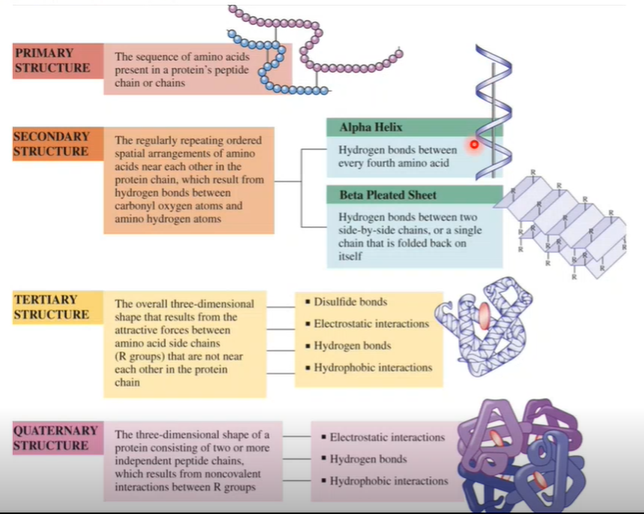 PRIMARY
STRUCTURE
The sequence of amino acids
present in a protein's peptide
chain or chains
SECONDARY
STRUCTURE
The regularly repeating ordered
spatial arrangements of amino
acids near each other in the
protein chain, which result from
hydrogen bonds between
carbonyl oxygen atoms and
amino hydrogen atoms
Alpha Helix
Hydrogen bonds between
every fourth amino acid
Beta Pleated Sheet
Hydrogen bonds between two
side-by-side chains, or a single
chain that is folded back on
itself
R
R
R
R
R
R
R
R
R
R
R
TERTIARY
STRUCTURE
The overall three-dimensional
shape that results from the
attractive forces between
amino acid side chains
(R groups) that are not near
each other in the protein
chain
▪ Disulfide bonds
▪ Electrostatic interactions
▪ Hydrogen bonds
▪ Hydrophobic interactions
QUATERNARY
STRUCTURE
The three-dimensional shape of a
protein consisting of two or more
independent peptide chains,
which results from noncovalent
interactions between R groups
▪ Electrostatic interactions
▪ Hydrogen bonds
▪ Hydrophobic interactions